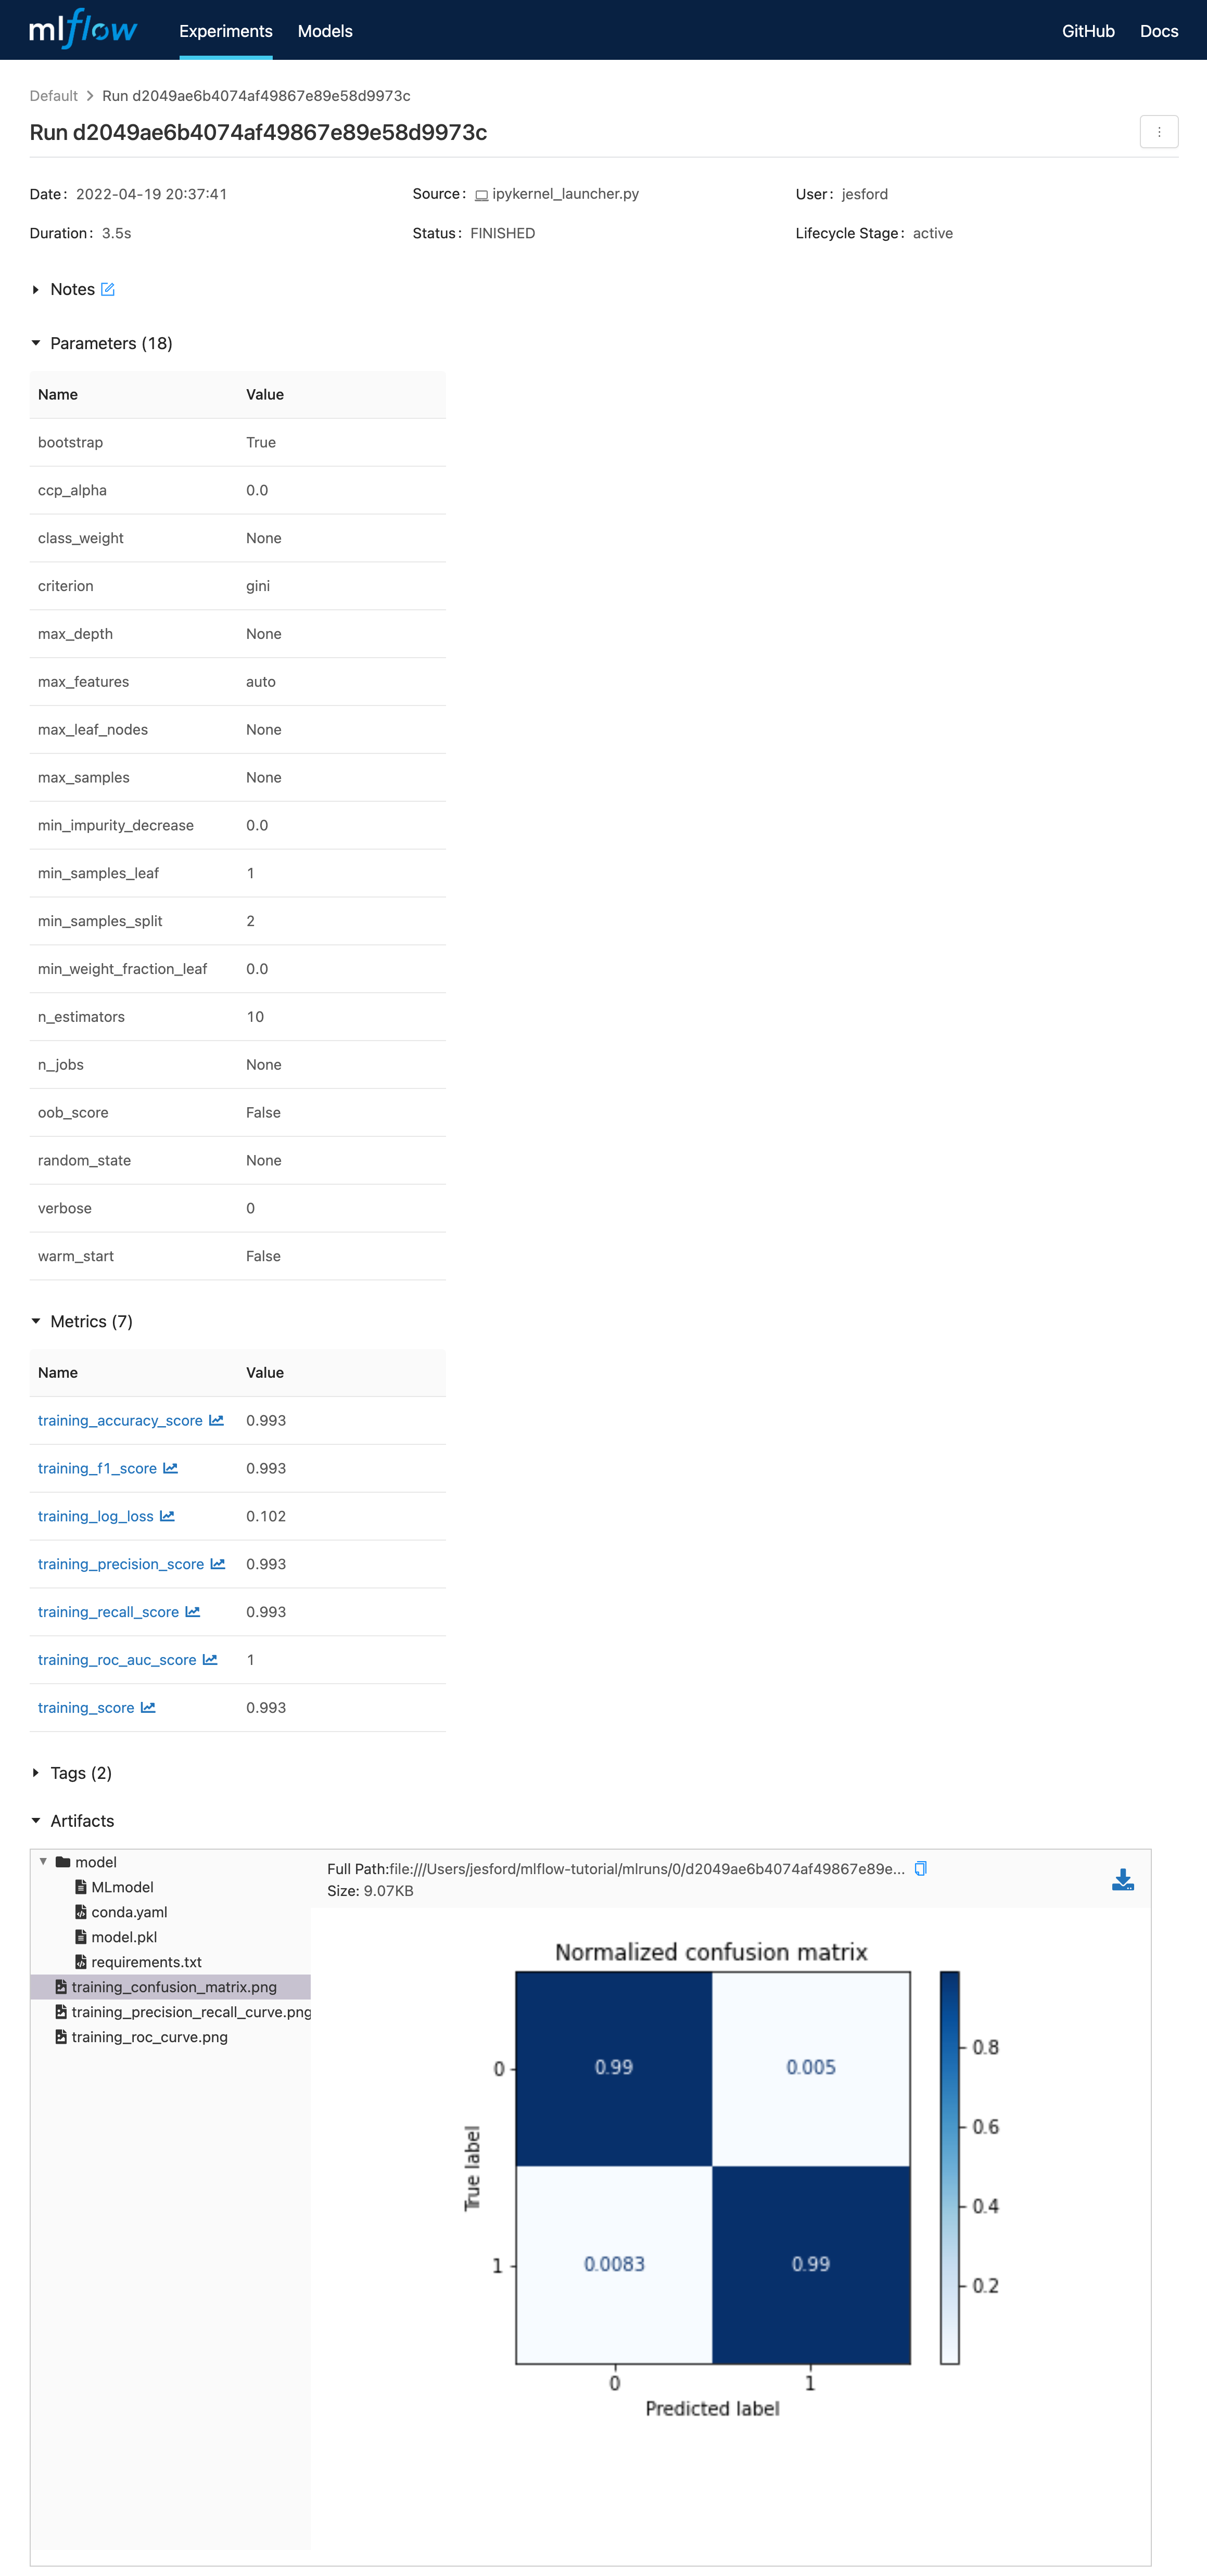 mlflow Experiments Models GitHub Docs
Default > Run d2049ae6b4074af49867e89e58d9973c
Run d2049ae6b4074af49867e89e58d9973c
Date: 2022-04-19 20:37:41 Source: ipykernel_launcher.py User: jesford
Duration: 3.5s Status: FINISHED Lifecycle Stage: active
Notes
Parameters (18)
Name Value
bootstrap True
ccp_alpha 0.0
class_weight None
criterion gini
max_depth None
max_features auto
max_leaf_nodes None
max_samples None
min_impurity_decrease 0.0
min_samples_leaf 1
min_samples_split 2
min_weight_fraction_leaf 0.0
n_estimators 10
n_jobs None
oob_score False
random_state None
verbose 0
warm_start False
Metrics (7)
Name Value
training_accuracy_score 0.993
training_f1_score 0.993
training_log_loss 0.102
training_precision_score 0.993
training_recall_score 0.993
training_roc_auc_score 1
training_score 0.993
Tags (2)
Artifacts
model
MLmodel
conda.yaml
model.pkl
requirements.txt
training_confusion_matrix.png
training_precision_recall_curve.png
training_roc_curve.png
Full Path:file:///Users/jesford/mlflow-tutorial/mlruns/0/d2049ae6b4074af49867e89e...
Size: 9.07KB
Normalized confusion matrix
True label
0 0.99 0.005
1 0.0083 0.99
0 1
Predicted label
0.8
0.6
0.4
0.2